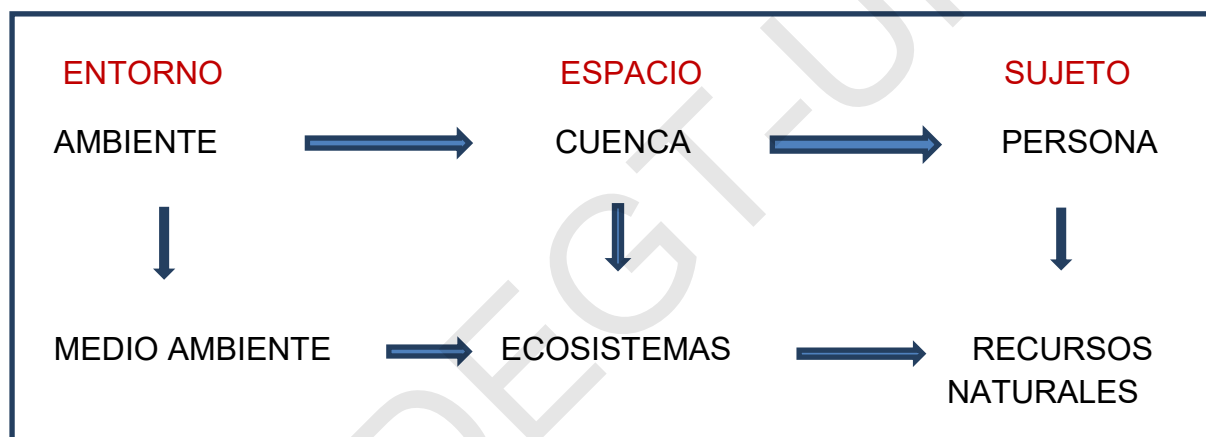 ENTORNO ESPACIO SUJETO
AMBIENTE CUENCA PERSONA
MEDIO AMBIENTE ECOSISTEMAS RECURSOS
NATURALES